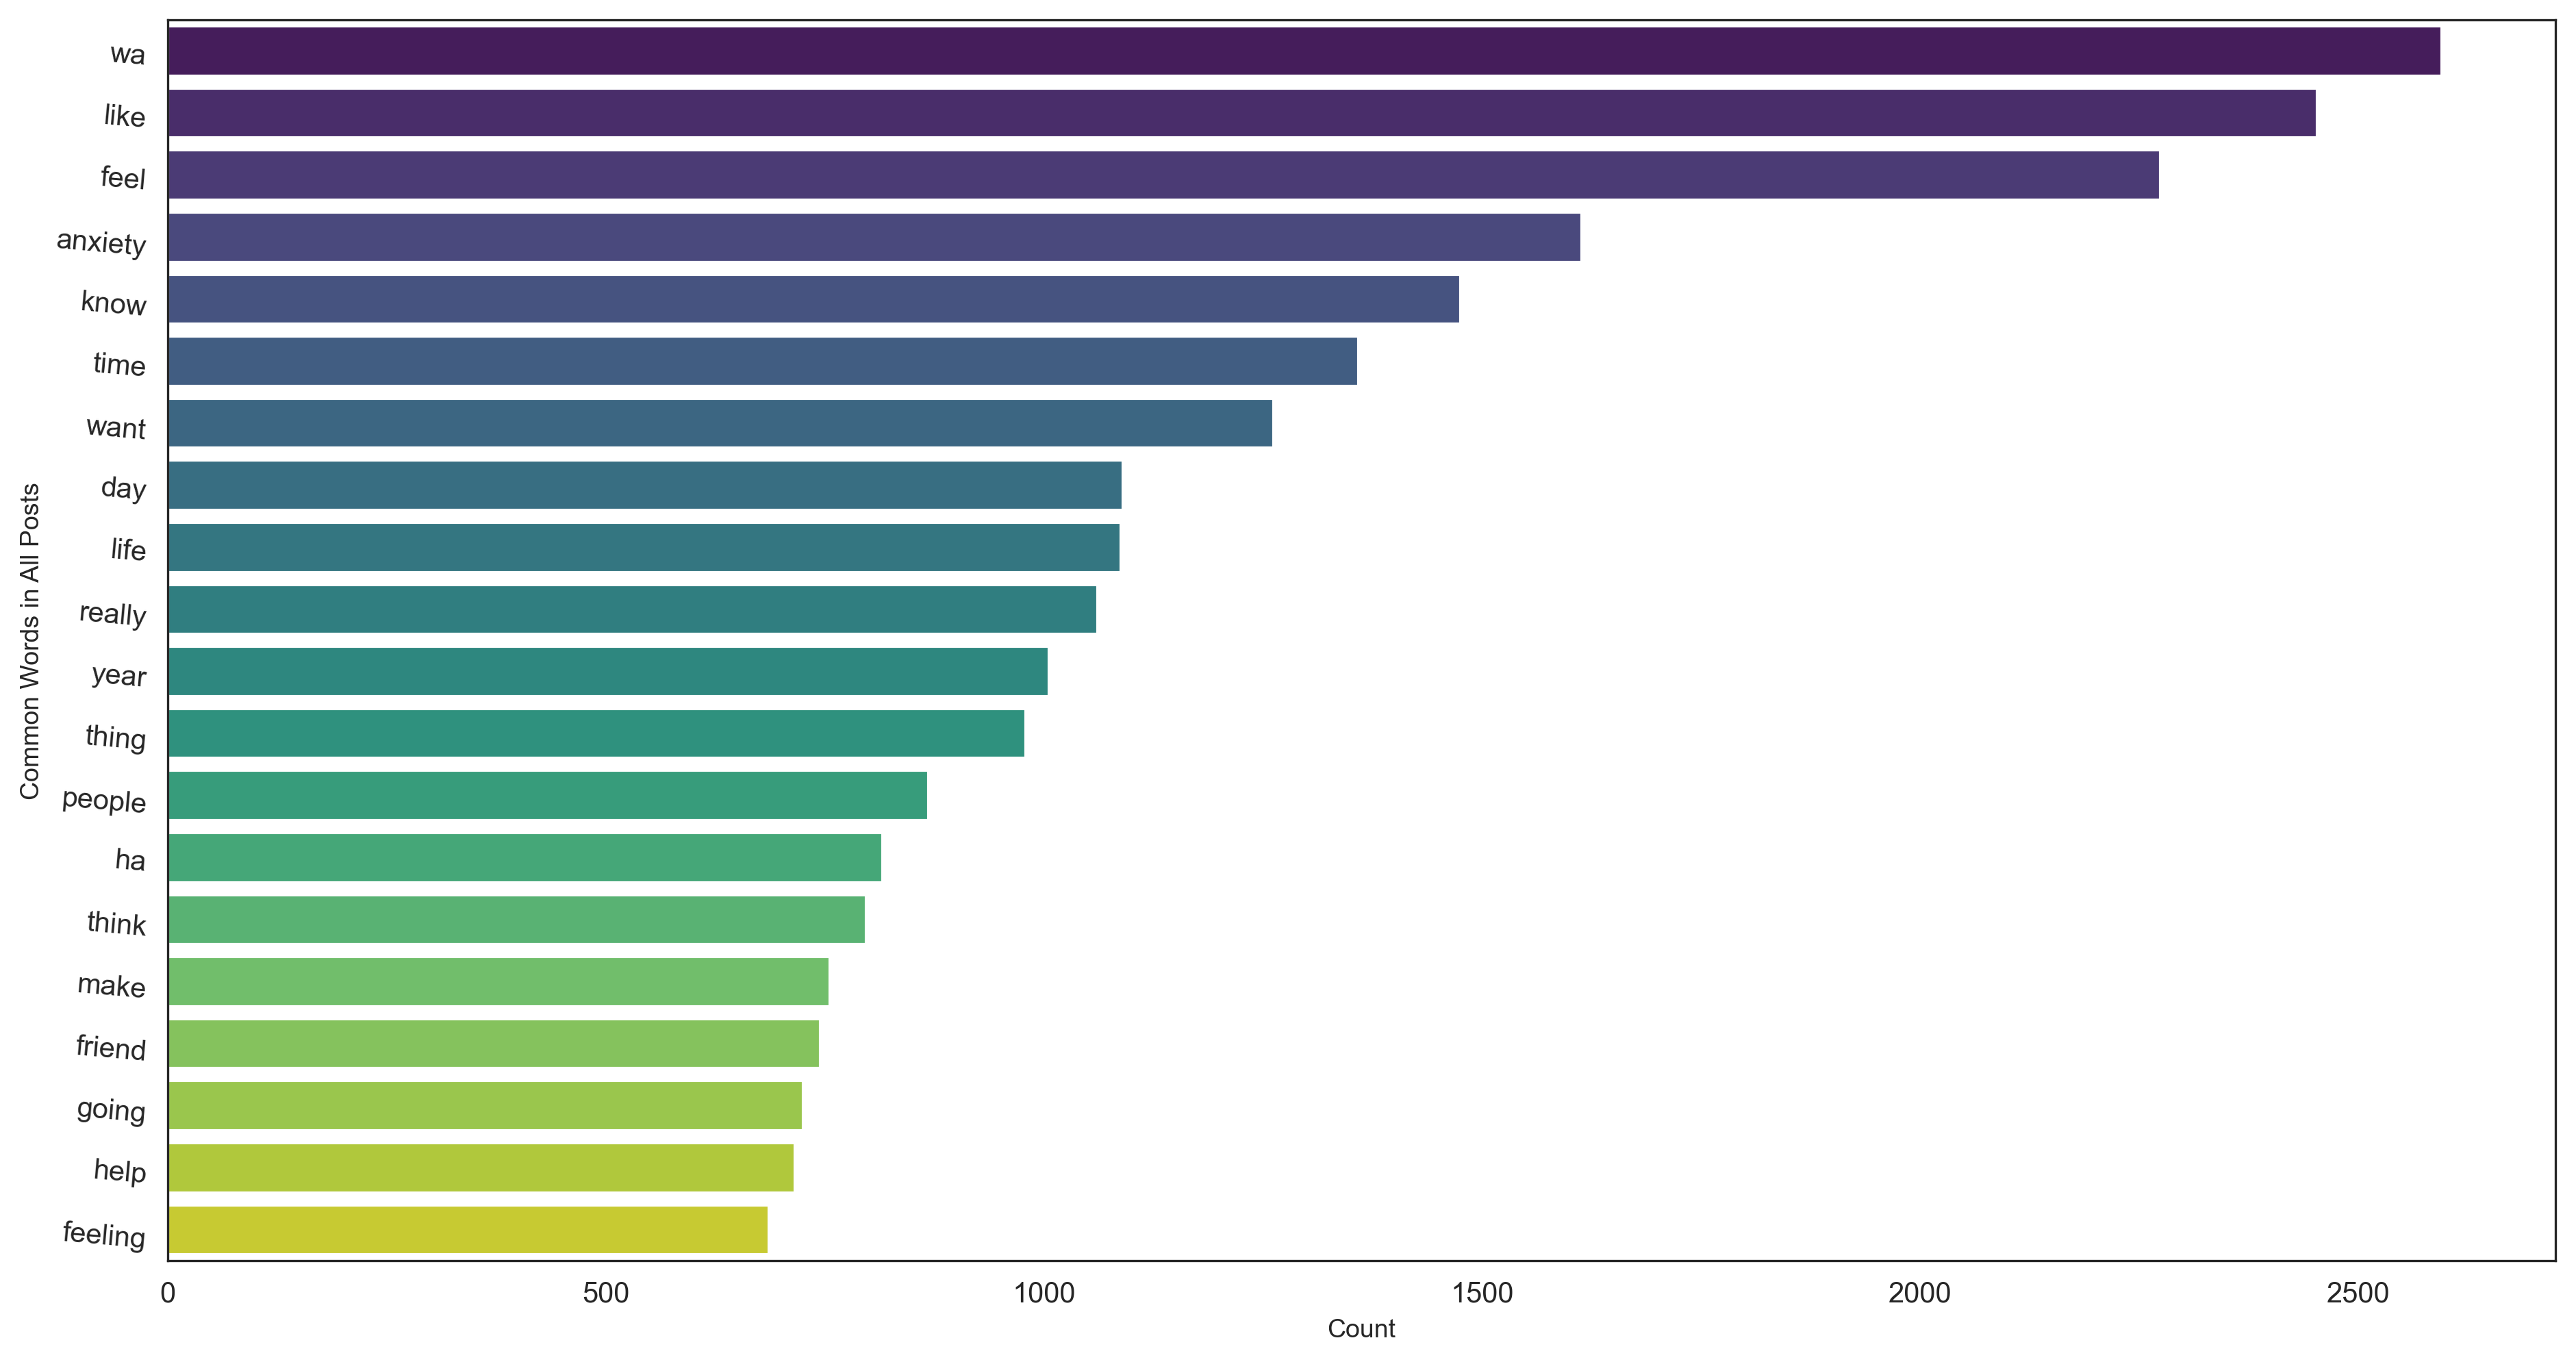 wa
like
feel
anxiety
know
time
want
day
life
really
year
thing
people
ha
think
make
friend
going
help
feeling
Common Words in All Posts
0 500 1000 1500 2000 2500
Count